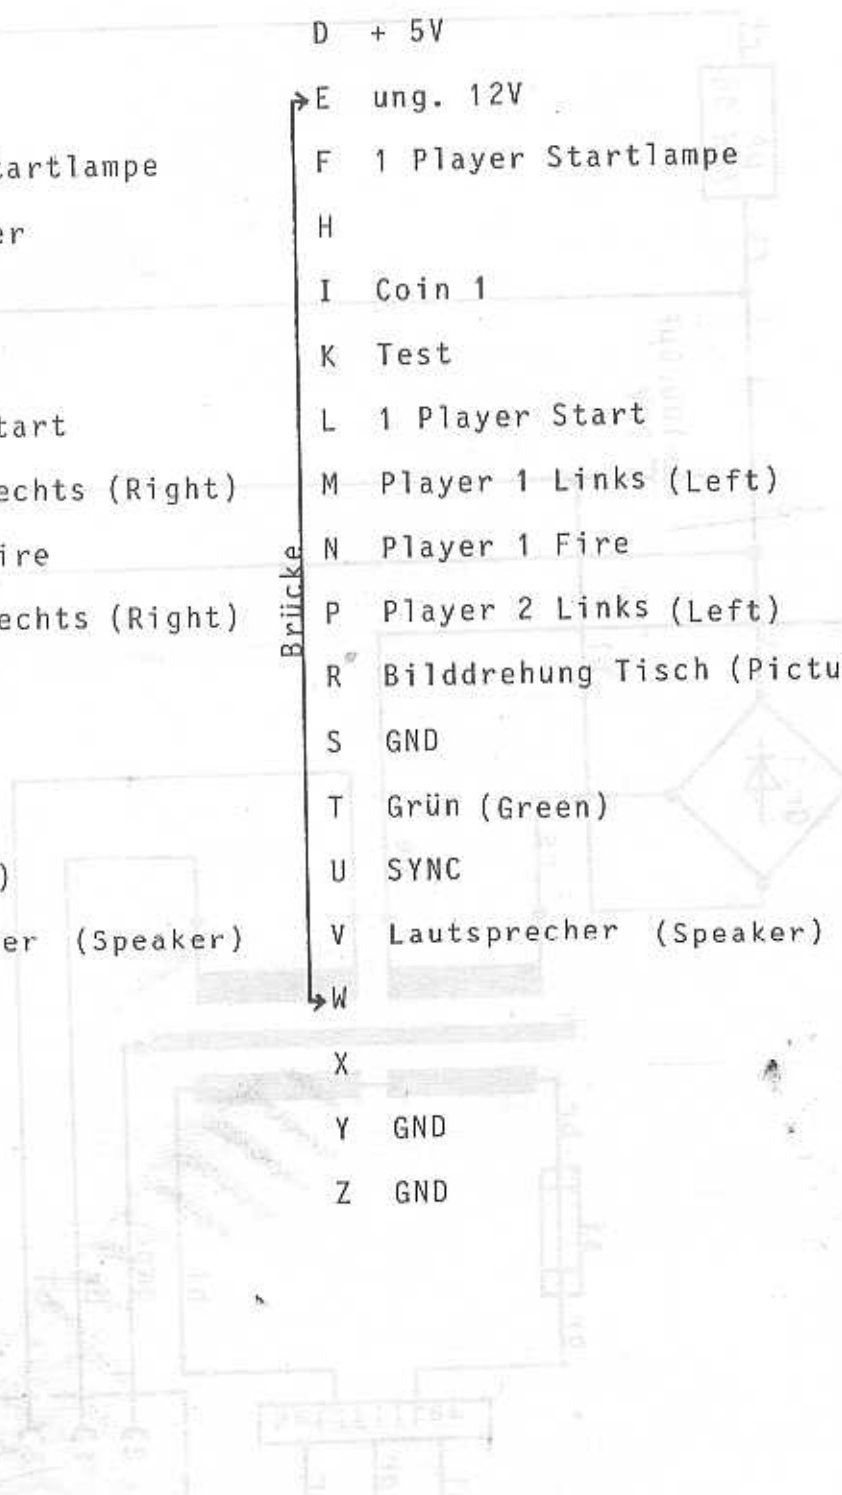 D + 5V
E ung. 12V
tartlampe F 1 Player Startlampe
er H
I Coin 1
K Test
tart L 1 Player Start
echts (Right) M Player 1 Links (Left)
ire N Player 1 Fire
echts (Right) P Player 2 Links (Left)
Brücke
R Bilddrehung Tisch (Pictu
S GND
T Grün (Green)
) U SYNC
er (Speaker) V Lautsprecher (Speaker)
W
X
Y GND
Z GND